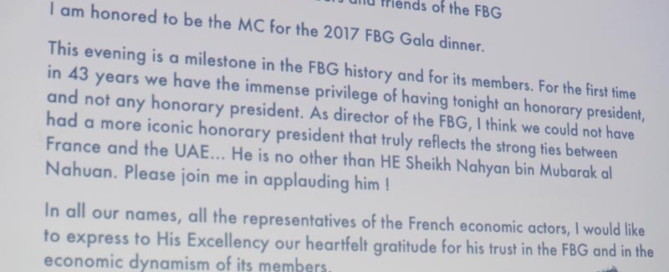 and friends of the FBG
I am honored to be the MC for the 2017 FBG Gala dinner.
This evening is a milestone in the FBG history and for its members. For the first time
in 43 years we have the immense privilege of having tonight an honorary president,
and not any honorary president. As director of the FBG, I think we could not have
had a more iconic honorary president that truly reflects the strong ties between
France and the UAE... He is no other than HE Sheikh Nahyan bin Mubarak al
Nahuan. Please join me in applauding him !
In all our names, all the representatives of the French economic actors, I would like
to express to His Excellency our heartfelt gratitude for his trust in the FBG and in the
economic dynamism of its members.